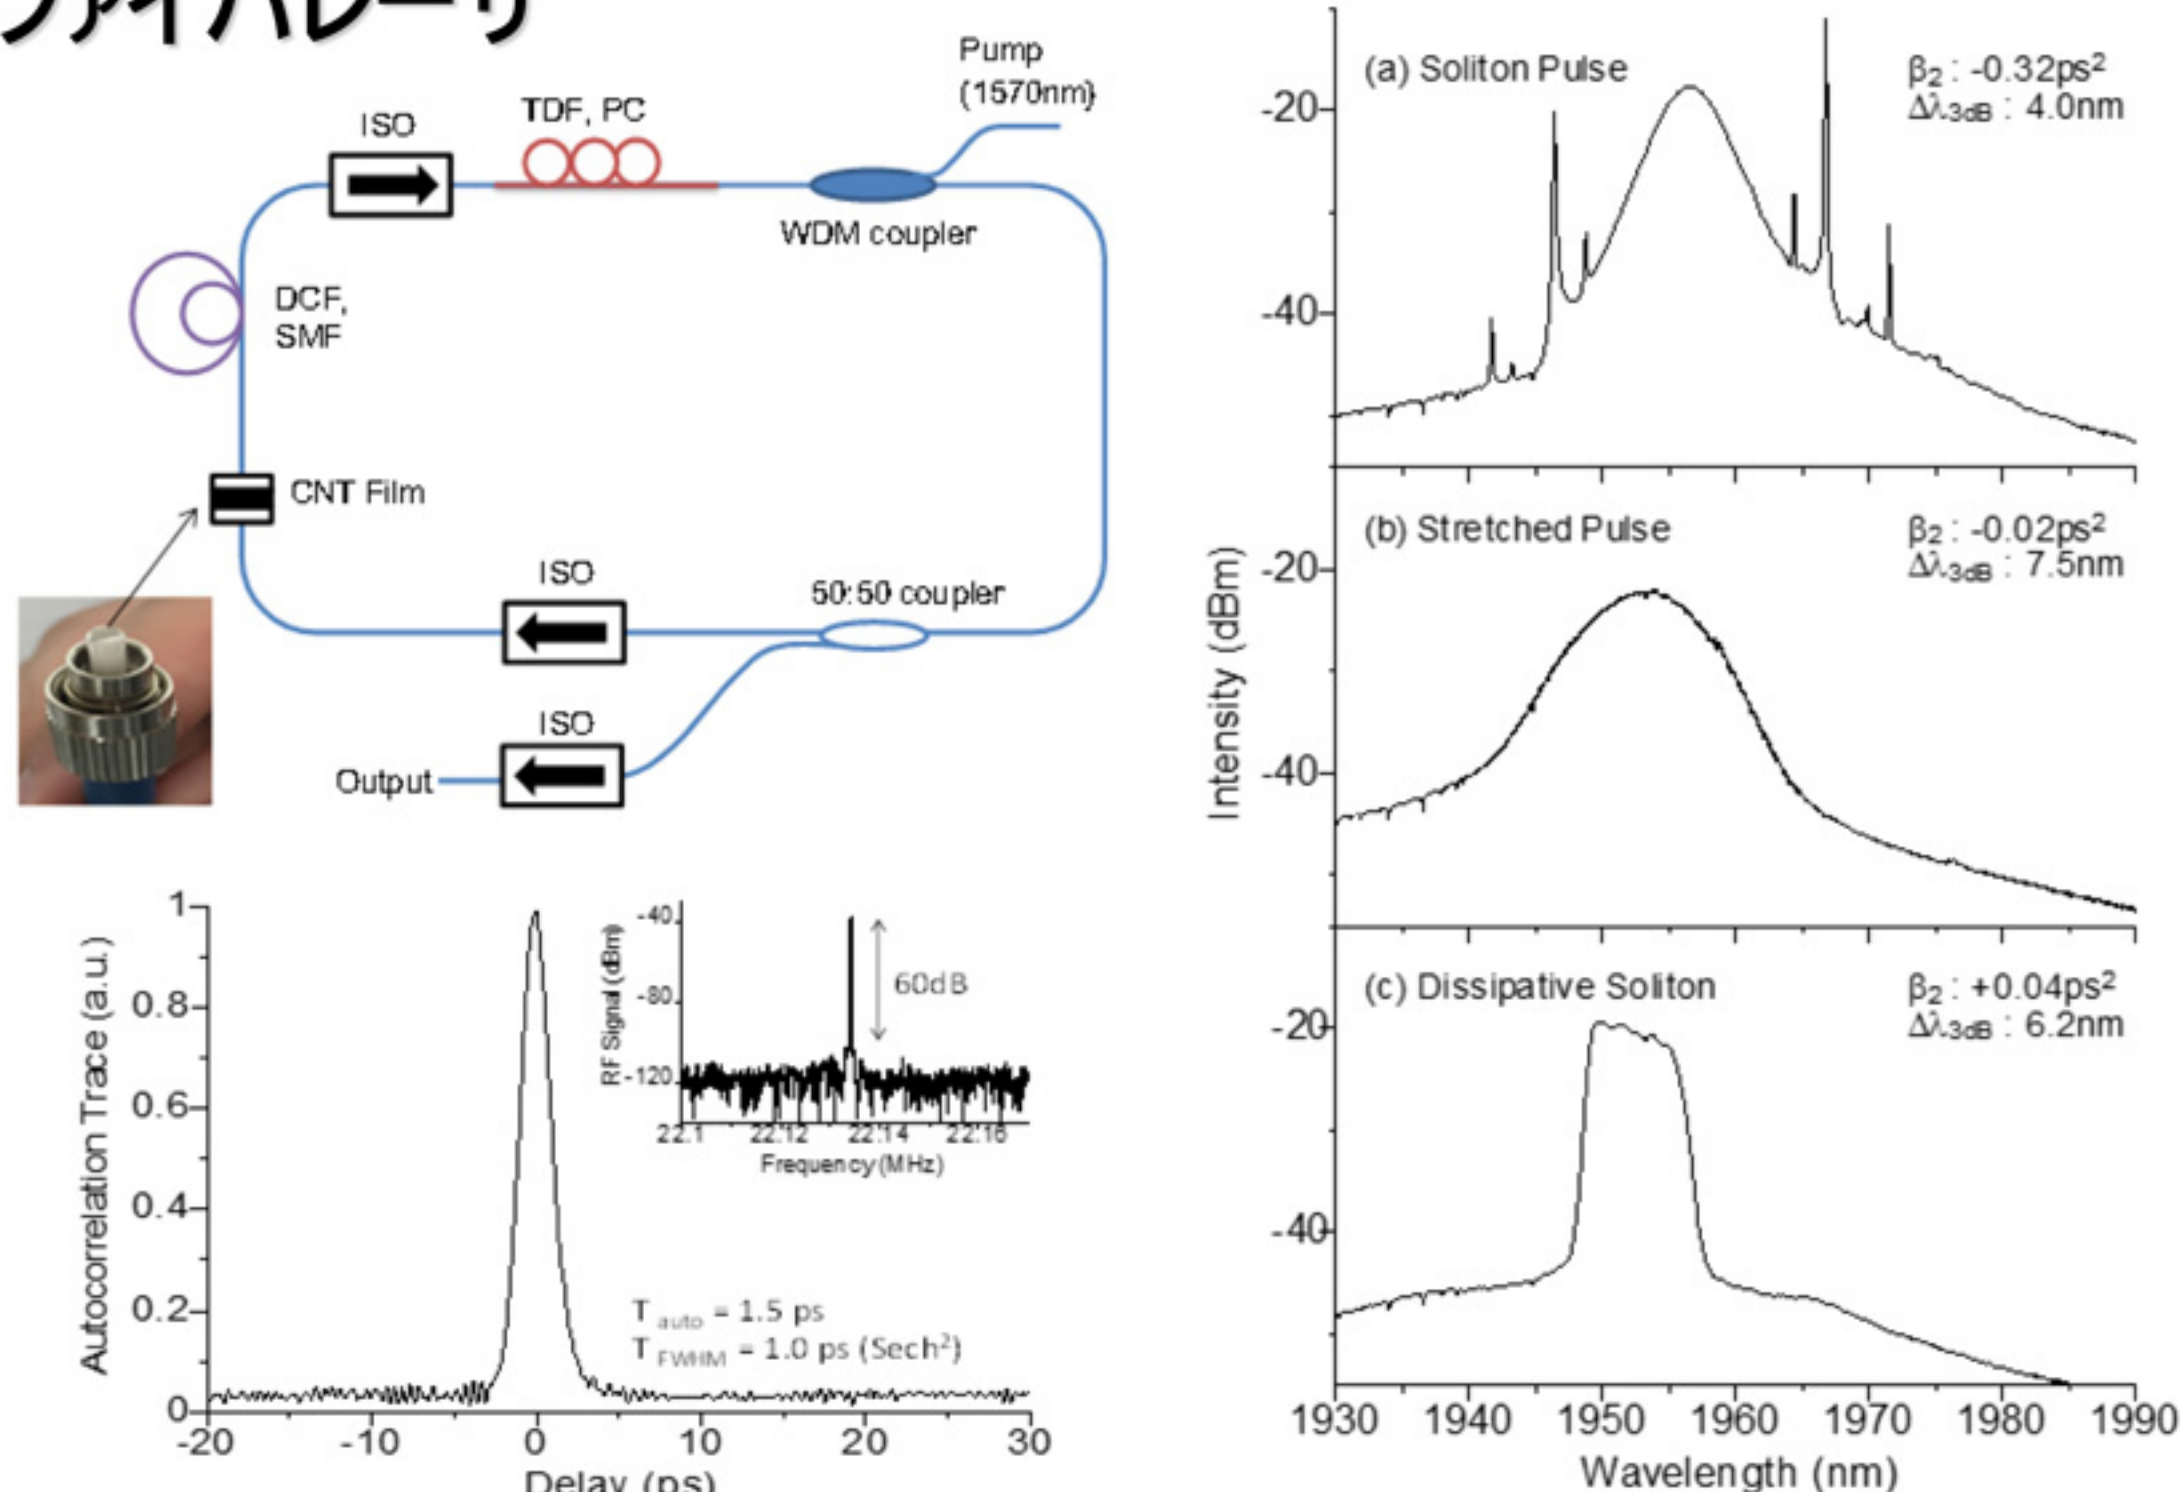 ファイバレーザ
Pump
(1570nm)
TDF, PC
ISO
WDM coupler
DCF,
SMF
CNT Film
ISO
50:50 coupler
ISO
Output
Autocorrelation Trace (a.u.)
1
0.8
0.6
0.4
0.2
0
-20
-10
0
10
20
30
Delay (ps)
T auto = 1.5 ps
T FWHM = 1.0 ps (Sech²)
RF Signal (dBm)
-40
-80
-120
60dB
22.1
22.12
22.14
22.16
Frequency (MHz)
(a) Soliton Pulse
β₂ : -0.32ps²
Δλ3dB : 4.0nm
-20
-40
(b) Stretched Pulse
β₂ : -0.02ps²
Δλ3dB : 7.5nm
-20
-40
Intensity (dBm)
(c) Dissipative Soliton
β₂ : +0.04ps²
Δλ3dB : 6.2nm
-20
-40
1930
1940
1950
1960
1970
1980
1990
Wavelength (nm)